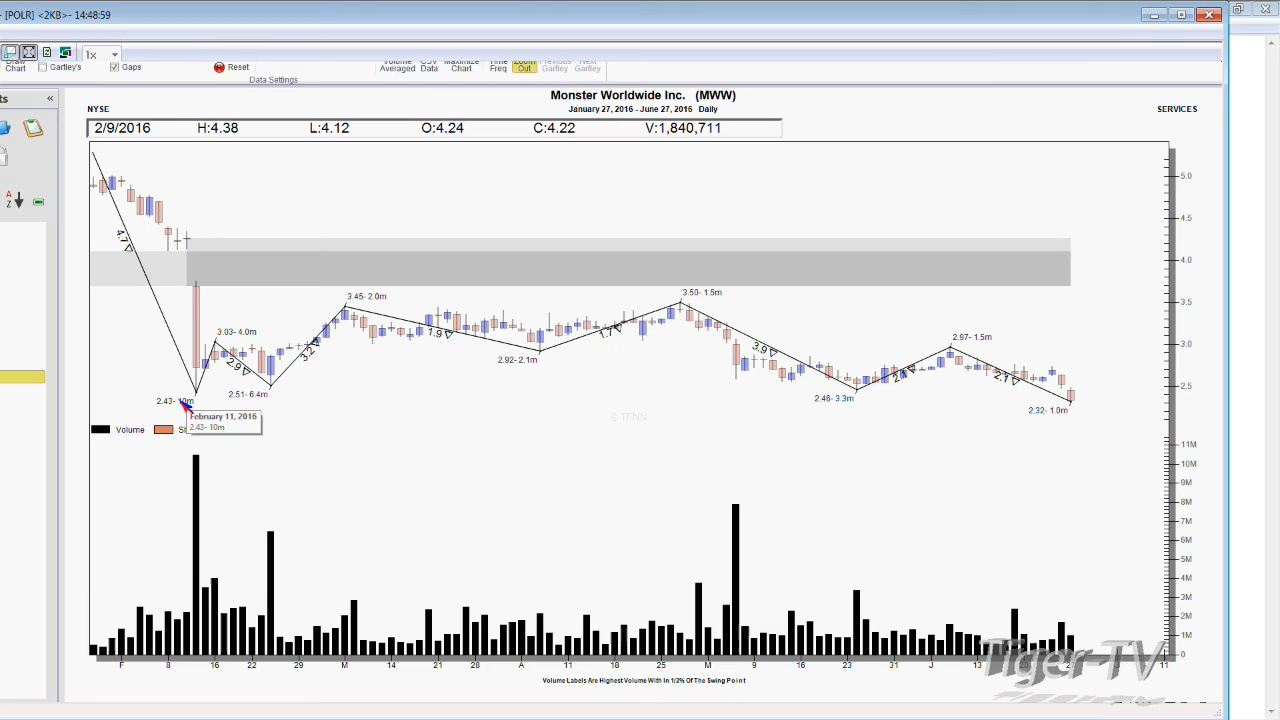 - [POLR] <2KB>- - 14:48:59
1x
Chart Gartley's Gaps Reset Averaged Data Chart Freq Out Gartley Gartley
Data Settings
ts «
Monster Worldwide Inc. (MWW)
NYSE January 27, 2016 - June 27, 2016 Daily SERVICES
2/9/2016 H:4.38 L:4.12 O:4.24 C:4.22 V:1,840,711
5.0
4.5
4.7
4.0
3.5
3.45- 2.0m
3.50- 1.5m
3.03- 4.0m
1.9
1.7
2.97- 1.5m
3.0
3.2
3.9
2.92- 2.1m
2.9
2.1
2.5
2.43- 10m
2.51- 6.4m
2.46- 3.3m
2.32- 1.0m
February 11, 2016
2.43- 10m
© TFNN
Volume
11M
10M
9M
8M
7M
6M
5M
4M
3M
2M
1M
0
F 8 16 22 29 M 14 21 28 A 11 18 25 M 9 16 23 31 J 13 11
Tiger-TV
Volume Labels Are Highest Volume With In 1/2% Of The Swing Point